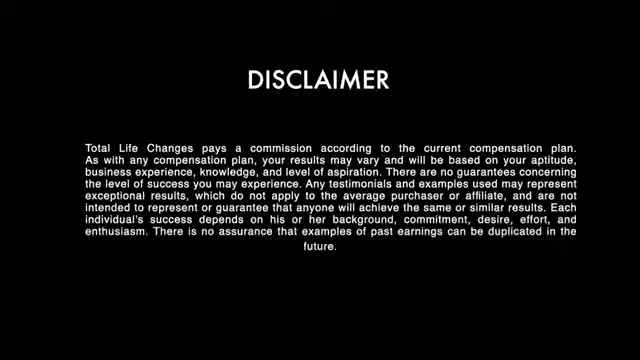 DISCLAIMER
Total Life Changes pays a commission according to the current compensation plan.
As with any compensation plan, your results may vary and will be based on your aptitude,
business experience, knowledge, and level of aspiration. There are no guarantees concerning
the level of success you may experience. Any testimonials and examples used may represent
exceptional results, which do not apply to the average purchaser or affiliate, and are not
intended to represent or guarantee that anyone will achieve the same or similar results. Each
individual's success depends on his or her background, commitment, desire, effort, and
enthusiasm. There is no assurance that examples of past earnings can be duplicated in the
future.